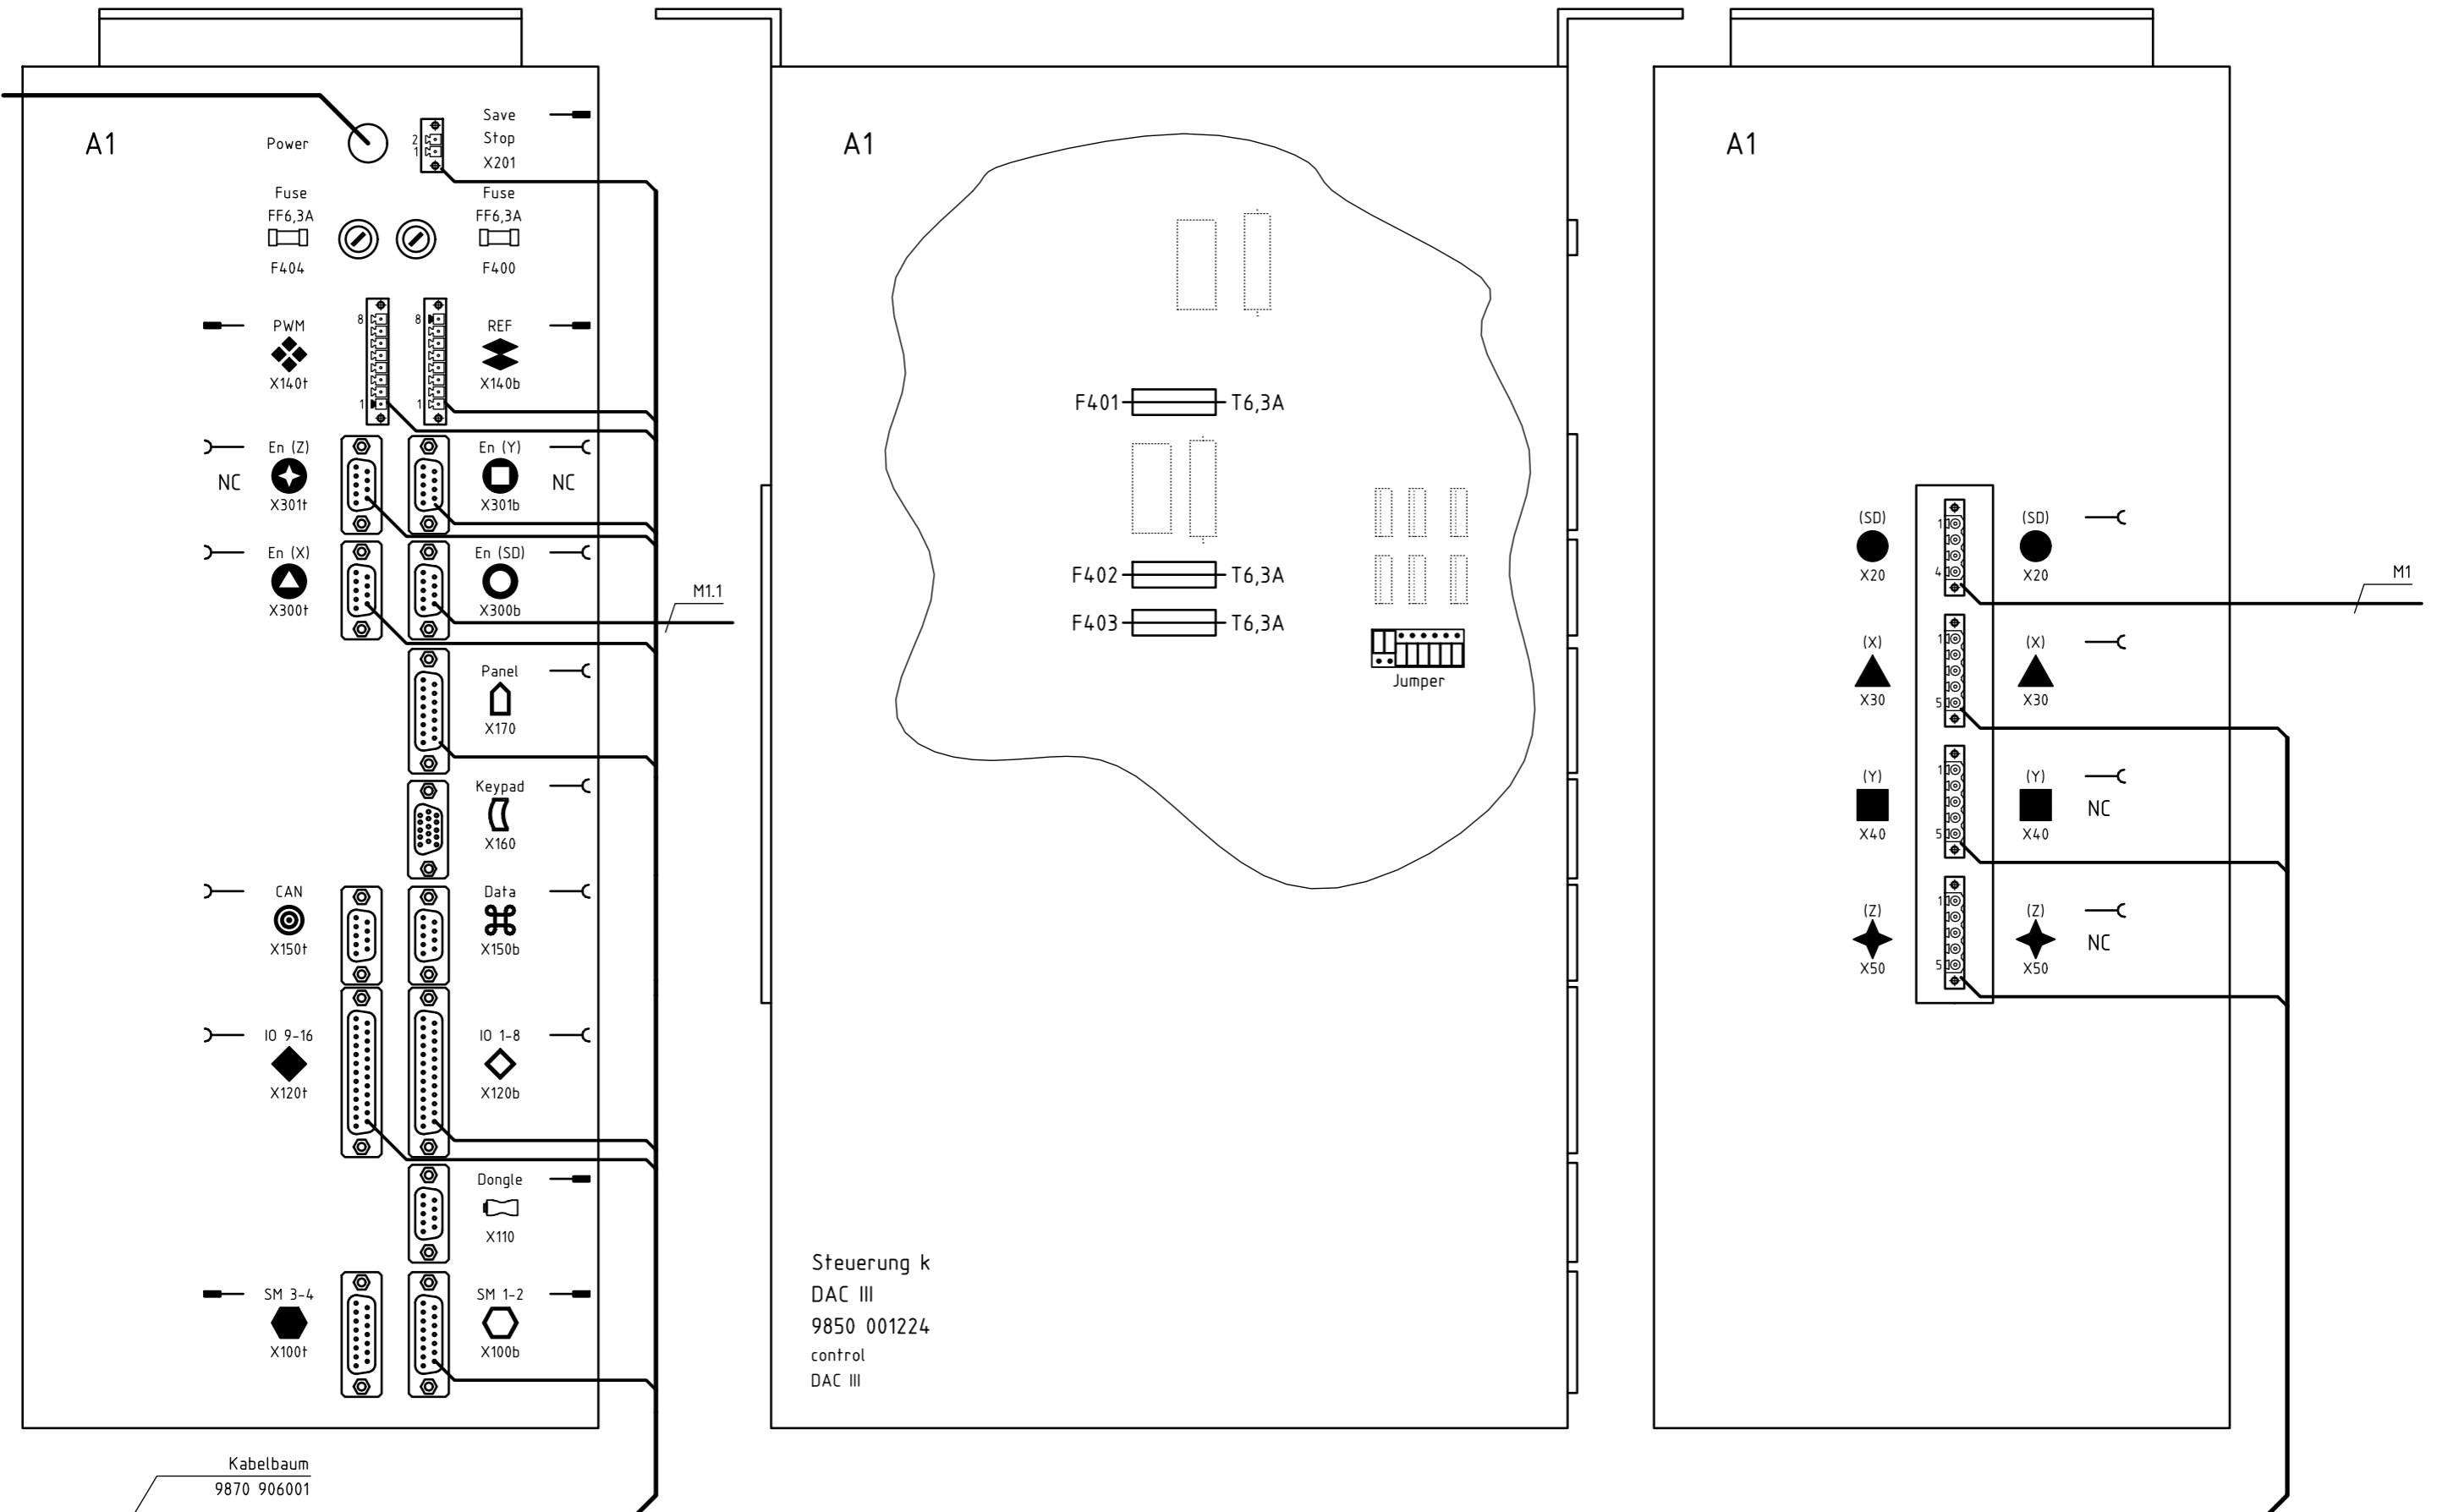 A1
Power
2
1
Save
Stop
X201
Fuse
FF6,3A
F404
Fuse
FF6,3A
F400
PWM
X140t
8
1
8
1
REF
X140b
En (Z)
NC
X301t
En (Y)
NC
X301b
En (X)
X300t
En (SD)
X300b
M1.1
Panel
X170
Keypad
X160
CAN
X150t
Data
X150b
IO 9-16
X120t
IO 1-8
X120b
Dongle
X110
SM 3-4
X100t
SM 1-2
X100b
Kabelbaum
9870 906001
A1
F401 T6,3A
F402 T6,3A
F403 T6,3A
Jumper
Steuerung k
DAC III
9850 001224
control
DAC III
A1
(SD)
X20
1
4
(SD)
X20
M1
(X)
X30
1
5
(X)
X30
(Y)
X40
1
5
(Y)
X40
NC
(Z)
X50
1
5
(Z)
X50
NC